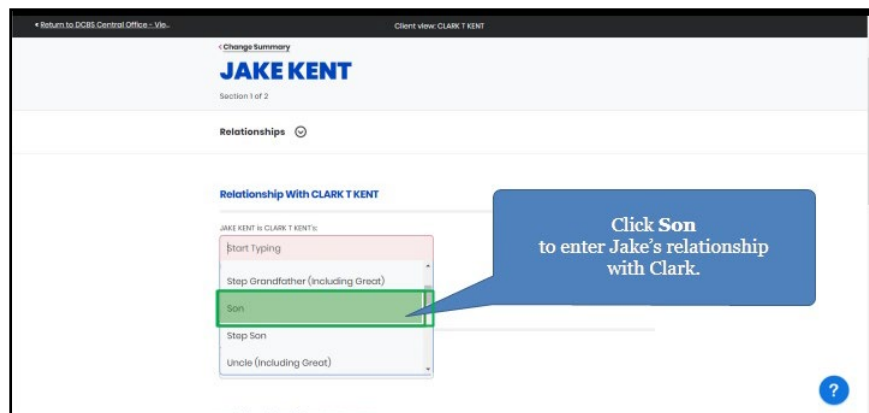 < Return to DCBS Central Office - Vie..
Client view: CLARK T KENT
< Change Summary
JAKE KENT
Section 1 of 2
Relationships
Relationship With CLARK T KENT
JAKE KENT is CLARK T KENT's:
Start Typing
Step Grandfather (Including Great)
Son
Step Son
Uncle (Including Great)
Click Son
to enter Jake's relationship
with Clark.
?